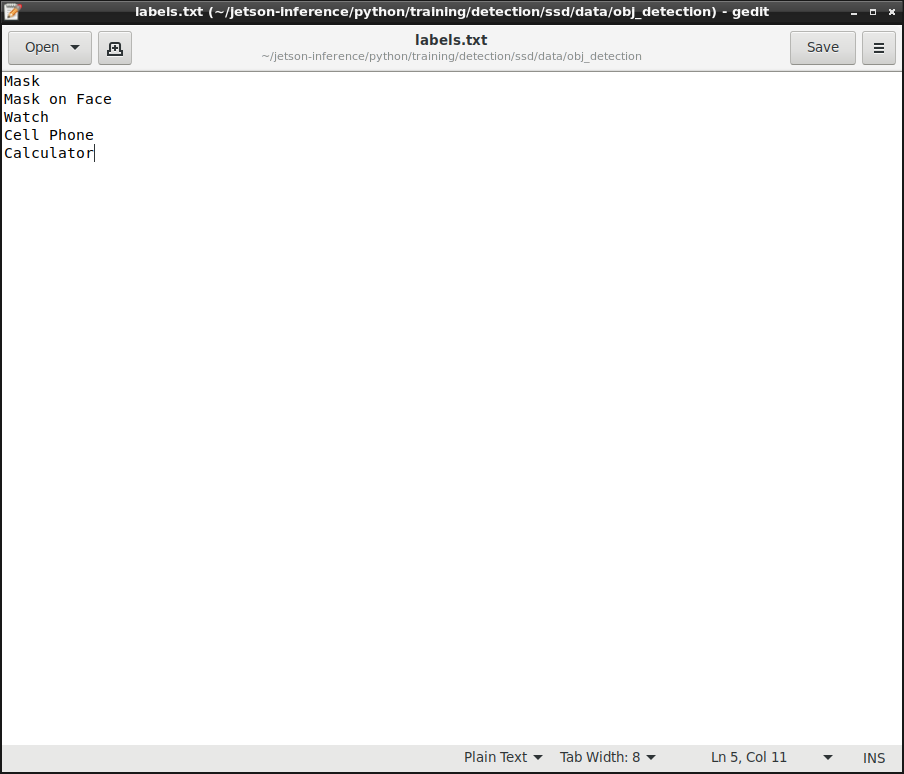 labels.txt (~/jetson-inference/python/training/detection/ssd/data/obj_detection) - gedit
Open
labels.txt
~/jetson-inference/python/training/detection/ssd/data/obj_detection
Save
Mask
Mask on Face
Watch
Cell Phone
Calculator
Plain Text Tab Width: 8 Ln 5, Col 11 INS